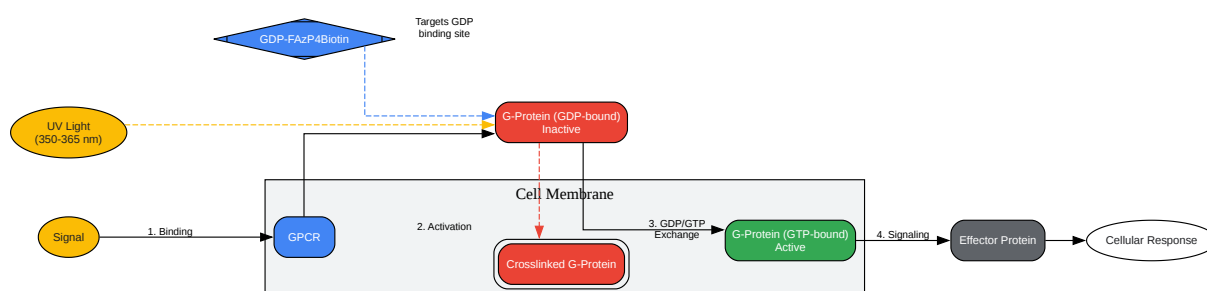 GDP-FAzP4Biotin
Targets GDP
binding site
UV Light
(350-365 nm)
G-Protein (GDP-bound)
Inactive
Cell Membrane
Signal
1. Binding
GPCR
2. Activation
3. GDP/GTP
Exchange
Crosslinked G-Protein
G-Protein (GTP-bound)
Active
4. Signaling
Effector Protein
Cellular Response